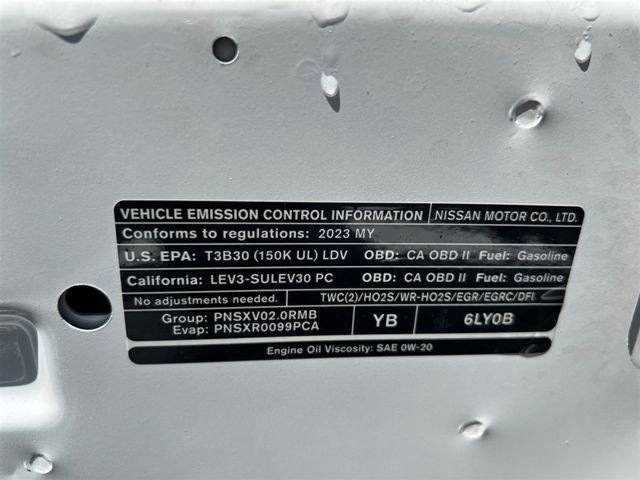 VEHICLE EMISSION CONTROL INFORMATION NISSAN MOTOR CO., LTD.
Conforms to regulations: 2023 MY
U.S. EPA: T3B30 (150K UL) LDV OBD: CA OBD II Fuel: Gasoline
California: LEV3-SULEV30 PC OBD: CA OBD II Fuel: Gasoline
No adjustments needed. TWC(2)/HO2S/WR-HO2S/EGR/EGRC/DFI
Group: PNSXV02.0RMB YB 6LY0B
Evap: PNSXR0099PCA
Engine Oil Viscosity: SAE 0W-20